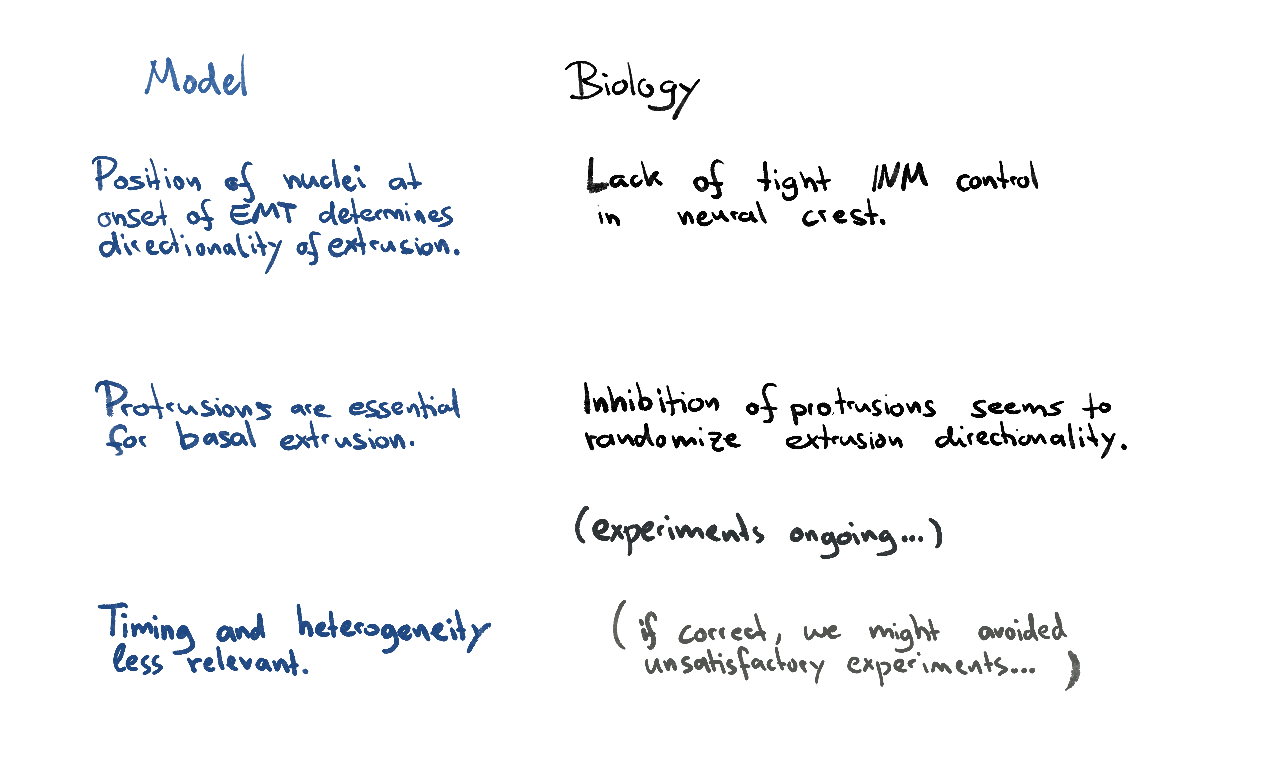 Model
Biology
Position of nuclei at
onset of EMT determines
directionality of extrusion.
Lack of tight INM control
in neural crest.
Protrusions are essential
for basal extrusion.
Inhibition of protrusions seems to
randomize extrusion directionality.
(experiments ongoing...)
Timing and heterogeneity
less relevant.
(if correct, we might avoided
unsatisfactory experiments... )